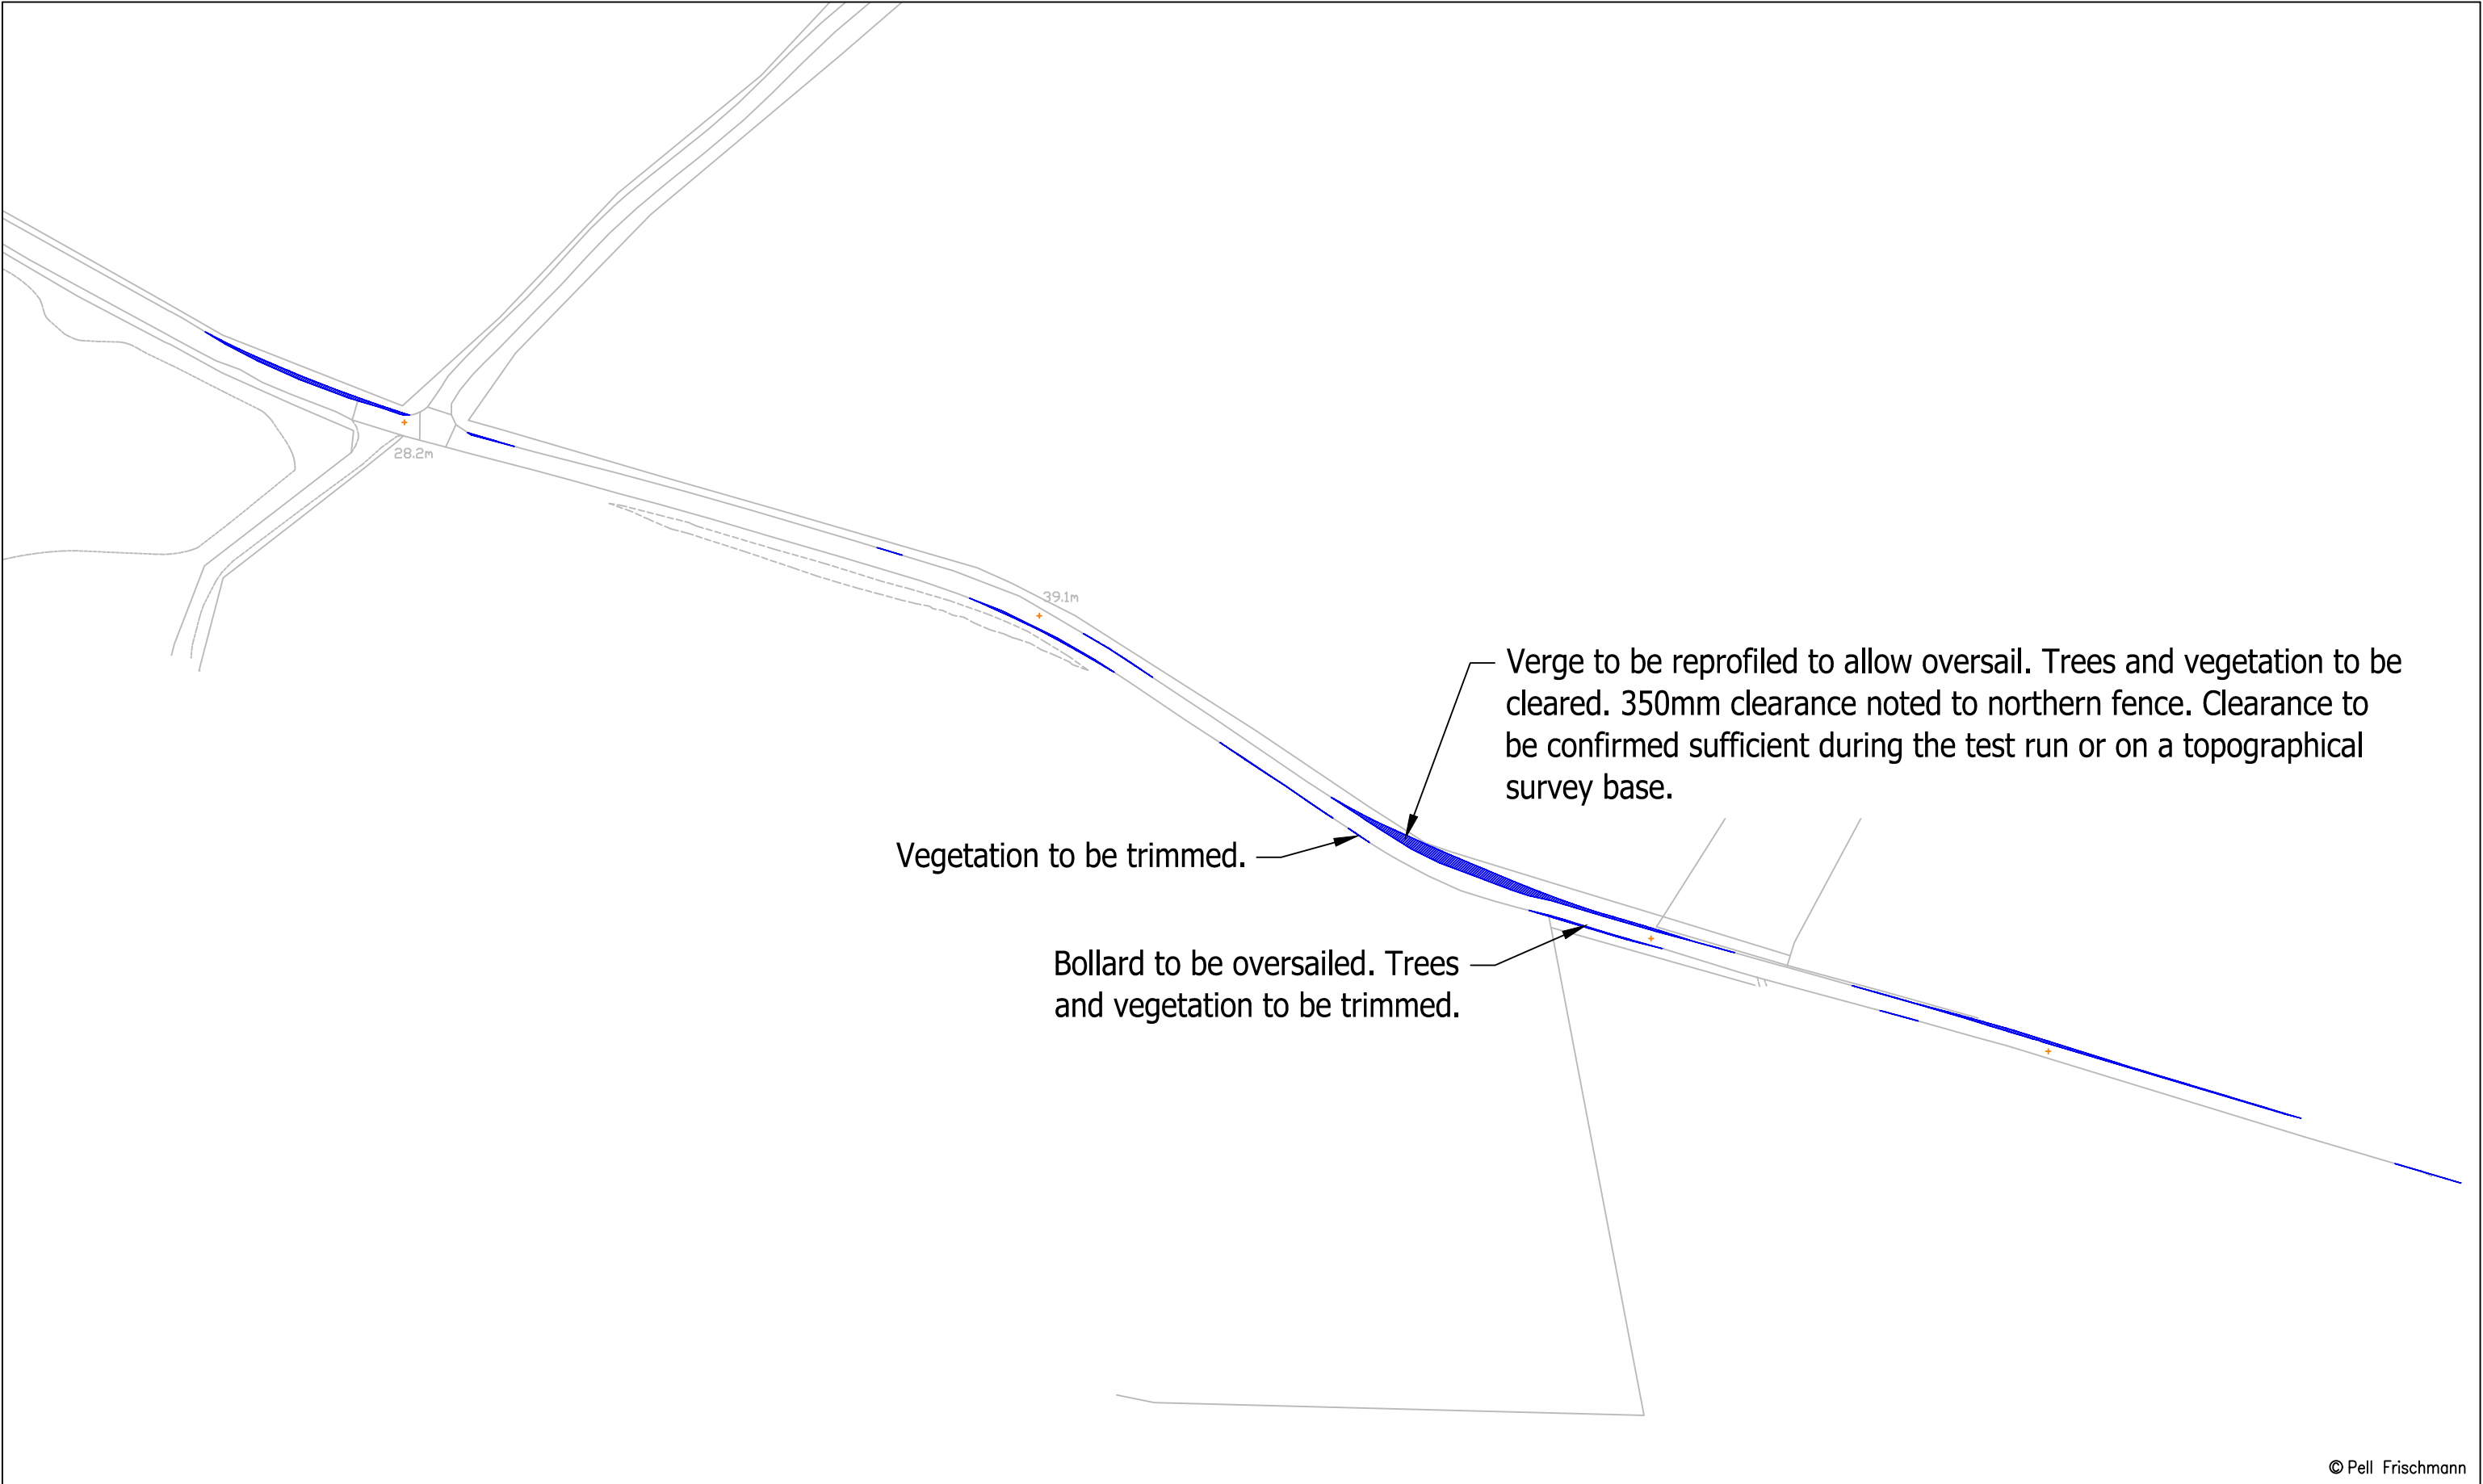 28.2m
39.1m
Verge to be reprofiled to allow oversail. Trees and vegetation to be
cleared. 350mm clearance noted to northern fence. Clearance to
be confirmed sufficient during the test run or on a topographical
survey base.
Vegetation to be trimmed.
Bollard to be oversailed. Trees
and vegetation to be trimmed.
© Pell Frischmann